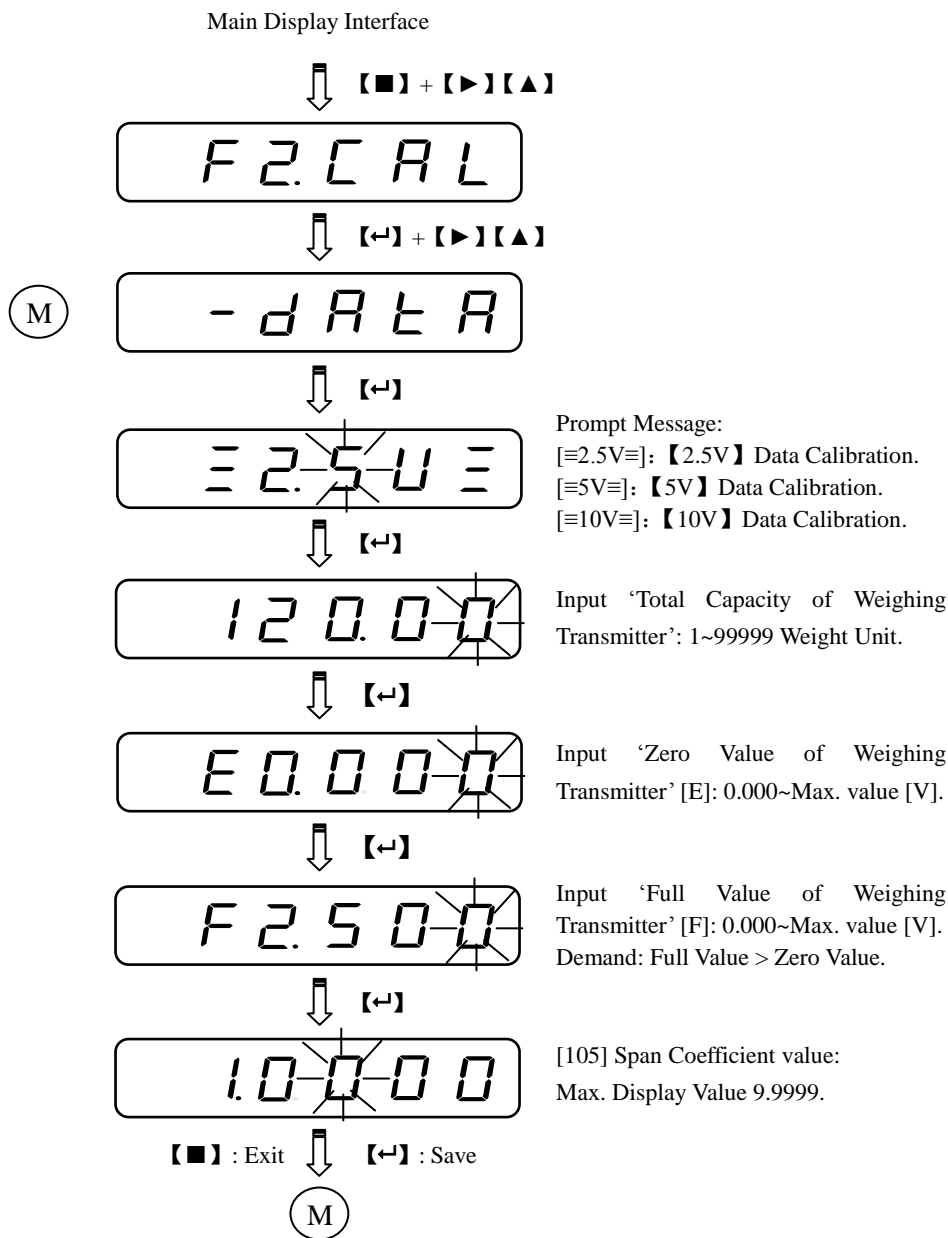 Main Display Interface
【■】+【►】【▲】
F2.CAL
【↵】+【►】【▲】
M
-dAtA
【↵】
≡2.5U≡
Prompt Message:
[≡2.5V≡]:【2.5V】Data Calibration.
[≡5V≡]:【5V】Data Calibration.
[≡10V≡]:【10V】Data Calibration.
【↵】
120.00
Input ‘Total Capacity of Weighing
Transmitter’: 1~99999 Weight Unit.
【↵】
E0.000
Input ‘Zero Value of Weighing
Transmitter’ [E]: 0.000~Max. value [V].
【↵】
F2.500
Input ‘Full Value of Weighing
Transmitter’ [F]: 0.000~Max. value [V].
Demand: Full Value > Zero Value.
【↵】
1.0000
[105] Span Coefficient value:
Max. Display Value 9.9999.
【■】: Exit 【↵】: Save
M